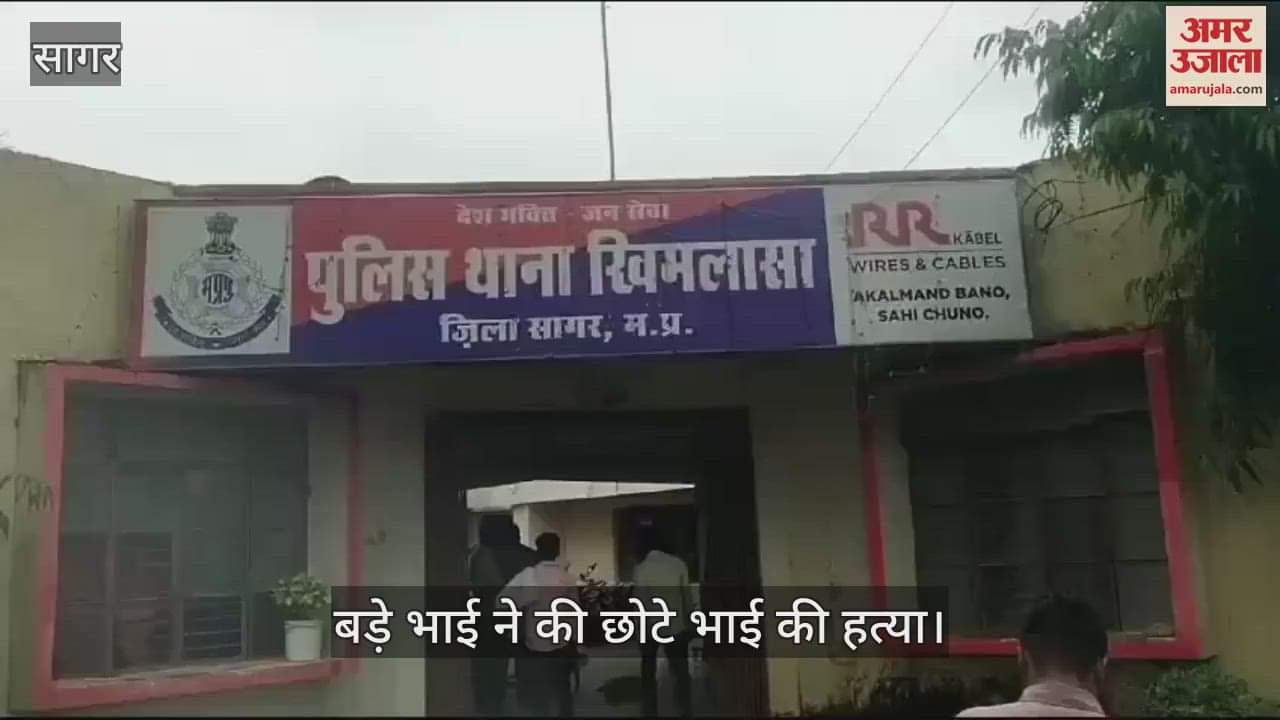 सागर
अमर
उजाला
amarujala.com
देश भक्ति - जन सेवा
पुलिस थाना खिमलासा
ज़िला सागर, म.प्र.
म.प्र.
RR KABEL
WIRES & CABLES
AKALMAND BANO,
SAHI CHUNO.
बड़े भाई ने की छोटे भाई की हत्या।